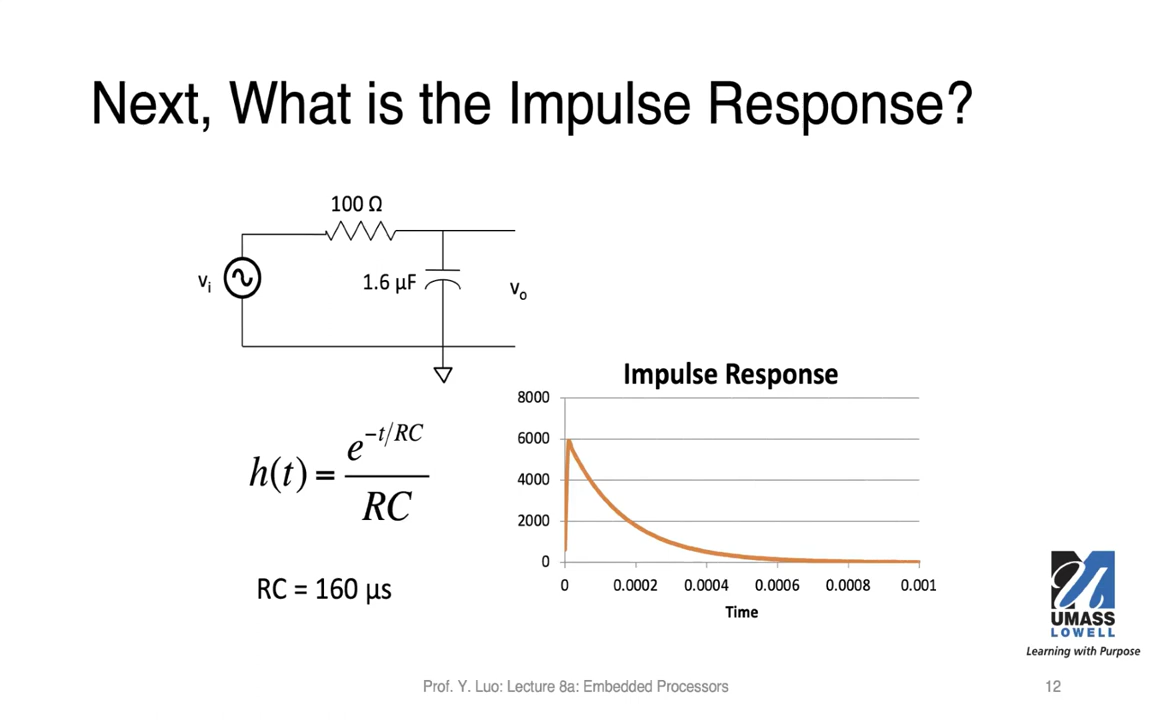 Next, What is the Impulse Response?
100 Ω
vi
1.6 µF
vo
h(t) = e^{-t/RC} / RC
RC = 160 µs
Impulse Response
8000
6000
4000
2000
0
0 0.0002 0.0004 0.0006 0.0008 0.001
Time
UMASS
LOWELL
Learning with Purpose
Prof. Y. Luo: Lecture 8a: Embedded Processors
12